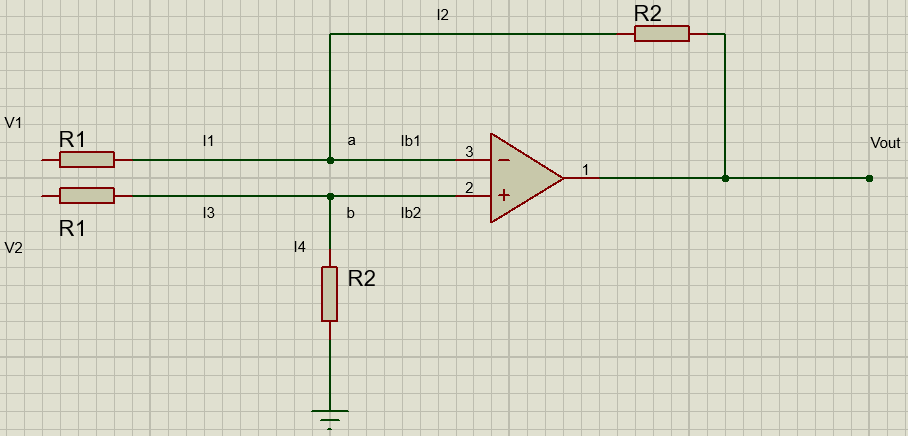 I2
R2
V1
R1
I1
a
Ib1
3
−
1
Vout
2
+
R1
I3
b
Ib2
V2
I4
R2